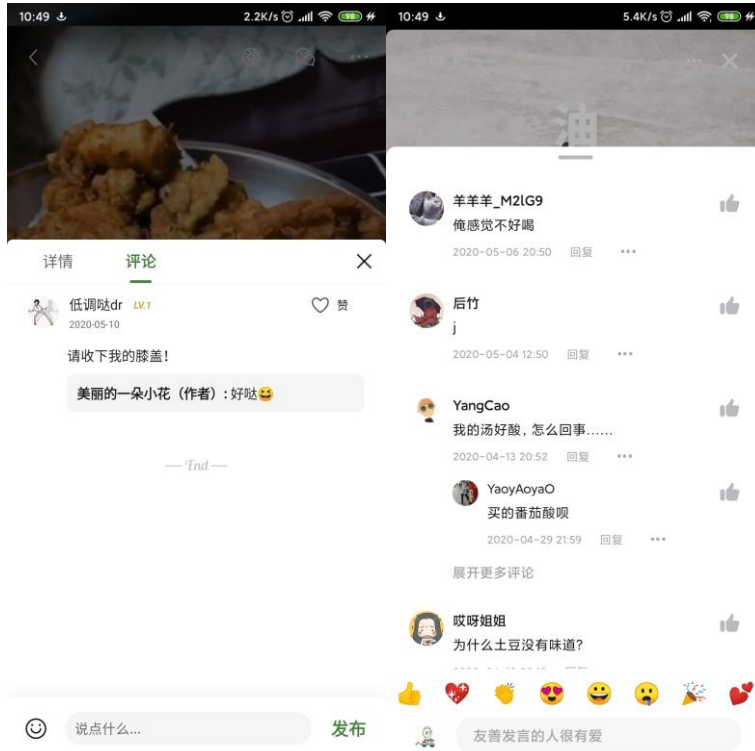 10:49
2.2K/s
98
详情
评论
低调哒dr LV.1
赞
2020-05-10
请收下我的膝盖!
美丽的一朵小花（作者）: 好哒😆
— End —
说点什么...
发布
10:49
5.4K/s
98
油
羊羊羊_M2lG9
俺感觉不好喝
2020-05-06 20:50 回复
后竹
j
2020-05-04 12:50 回复
YangCao
我的汤好酸，怎么回事……
2020-04-13 20:52 回复
YaoyAoyaO
买的番茄酸呗
2020-04-29 21:59 回复
展开更多评论
哎呀姐姐
为什么土豆没有味道?
友善发言的人很有爱